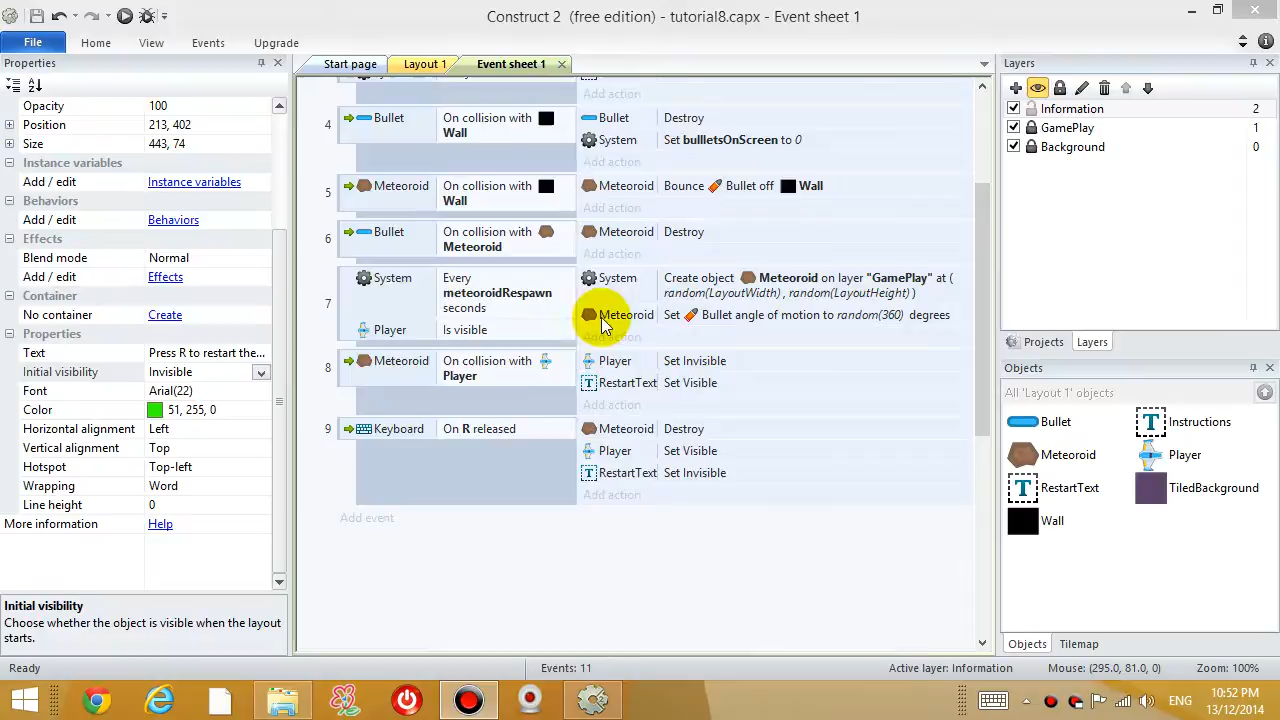 Construct 2 (free edition) - tutorial8.capx - Event sheet 1
File Home View Events Upgrade
Properties
Opacity 100
Position 213, 402
Size 443, 74
Instance variables
Add / edit Instance variables
Behaviors
Add / edit Behaviors
Effects
Blend mode Normal
Add / edit Effects
Container
No container Create
Properties
Text Press R to restart the...
Initial visibility Invisible
Font Arial(22)
Color 51, 255, 0
Horizontal alignment Left
Vertical alignment Top
Hotspot Top-left
Wrapping Word
Line height 0
More information Help
Initial visibility
Choose whether the object is visible when the layout
starts.
Start page Layout 1 Event sheet 1
Add action
4 Bullet On collision with Wall Bullet Destroy
System Set bullletsOnScreen to 0
Add action
5 Meteoroid On collision with Wall Meteoroid Bounce Bullet off Wall
Add action
6 Bullet On collision with Meteoroid Meteoroid Destroy
Add action
7 System Every meteoroidRespawn seconds System Create object Meteoroid on layer "GamePlay" at (
random(LayoutWidth) , random(LayoutHeight) )
Player Is visible Meteoroid Set Bullet angle of motion to random(360) degrees
Add action
8 Meteoroid On collision with Player Player Set Invisible
RestartText Set Visible
Add action
9 Keyboard On R released Meteoroid Destroy
Player Set Visible
RestartText Set Invisible
Add action
Add event
Layers
Information 2
GamePlay 1
Background 0
Projects Layers
Objects
All 'Layout 1' objects
Bullet Instructions
Meteoroid Player
RestartText TiledBackground
Wall
Objects Tilemap
Ready Events: 11 Active layer: Information Mouse: (295.0, 81.0, 0) Zoom: 100%
ENG 10:52 PM
13/12/2014